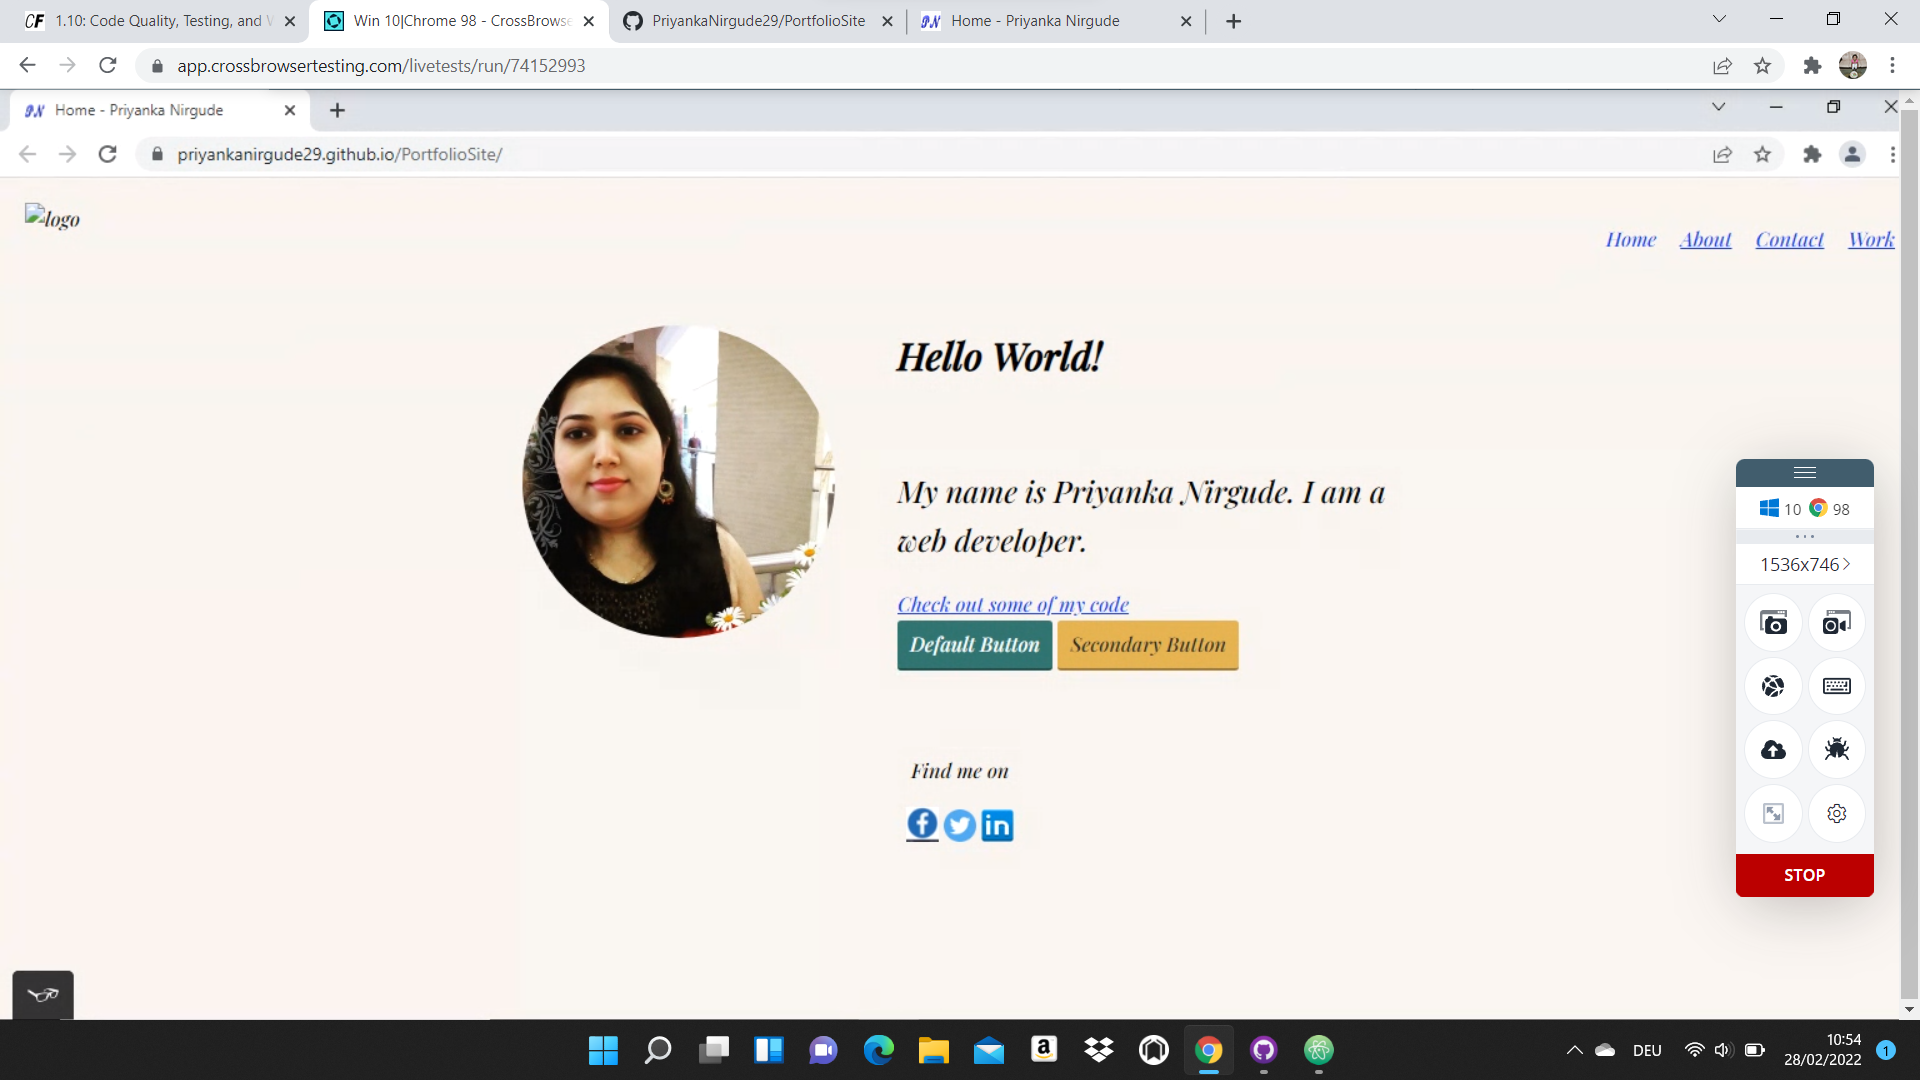 CF 1.10: Code Quality, Testing, and W
Win 10|Chrome 98 - CrossBrowse
PriyankaNirgude29/PortfolioSite
PN Home - Priyanka Nirgude
app.crossbrowsertesting.com/livetests/run/74152993
PN Home - Priyanka Nirgude
priyankanirgude29.github.io/PortfolioSite/
logo
Home About Contact Work
Hello World!
My name is Priyanka Nirgude. I am a
web developer.
Check out some of my code
Default Button Secondary Button
Find me on
10 98
1536x746
STOP
DEU
10:54
28/02/2022
1